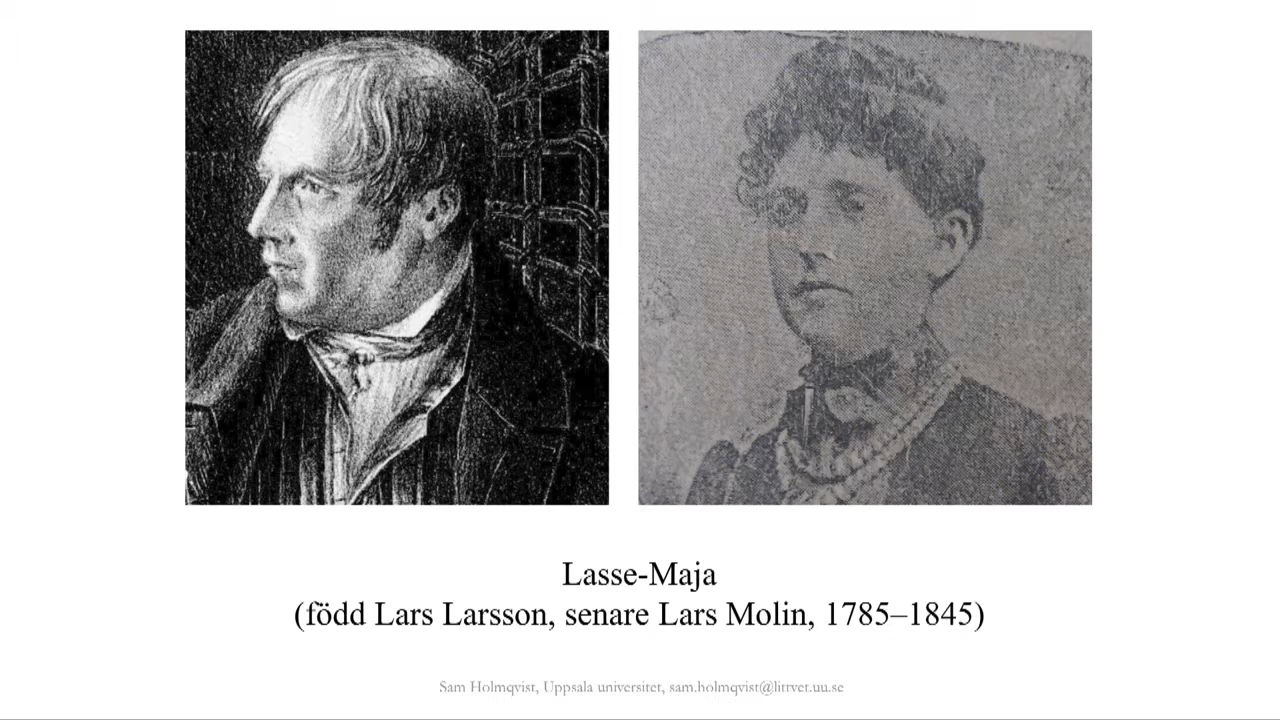 Lasse-Maja
(född Lars Larsson, senare Lars Molin, 1785–1845)
Sam Holmqvist, Uppsala universitet, sam.holmqvist@littvet.uu.se